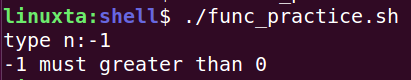 linuxta:shell$ ./func_practice.sh
type n:-1
-1 must greater than 0